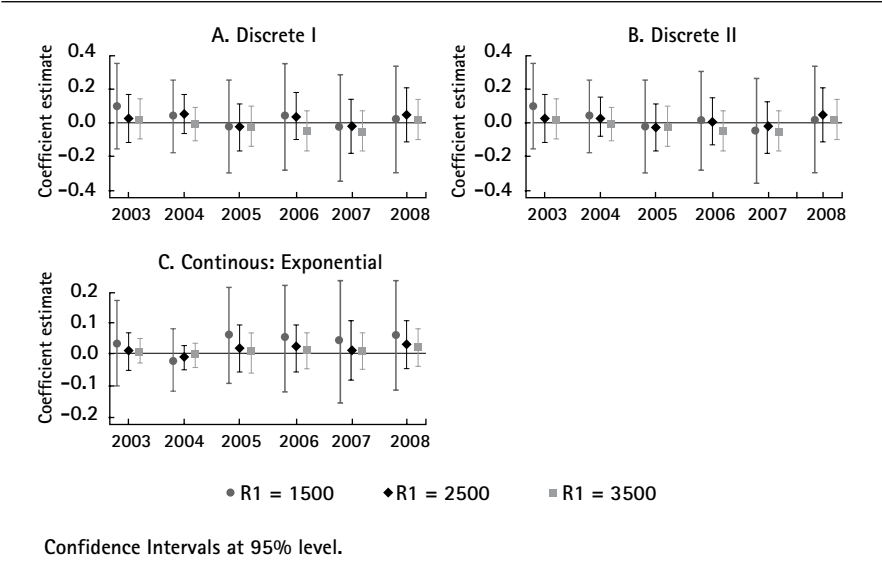 A. Discrete I
Coefficient estimate
0.4
0.2
0.0
−0.2
−0.4
2003 2004 2005 2006 2007 2008
B. Discrete II
Coefficient estimate
0.4
0.2
0.0
−0.2
−0.4
2003 2004 2005 2006 2007 2008
C. Continous: Exponential
Coefficient estimate
0.2
0.1
0.0
−0.1
−0.2
2003 2004 2005 2006 2007 2008
R1 = 1500 R1 = 2500 R1 = 3500
Confidence Intervals at 95% level.